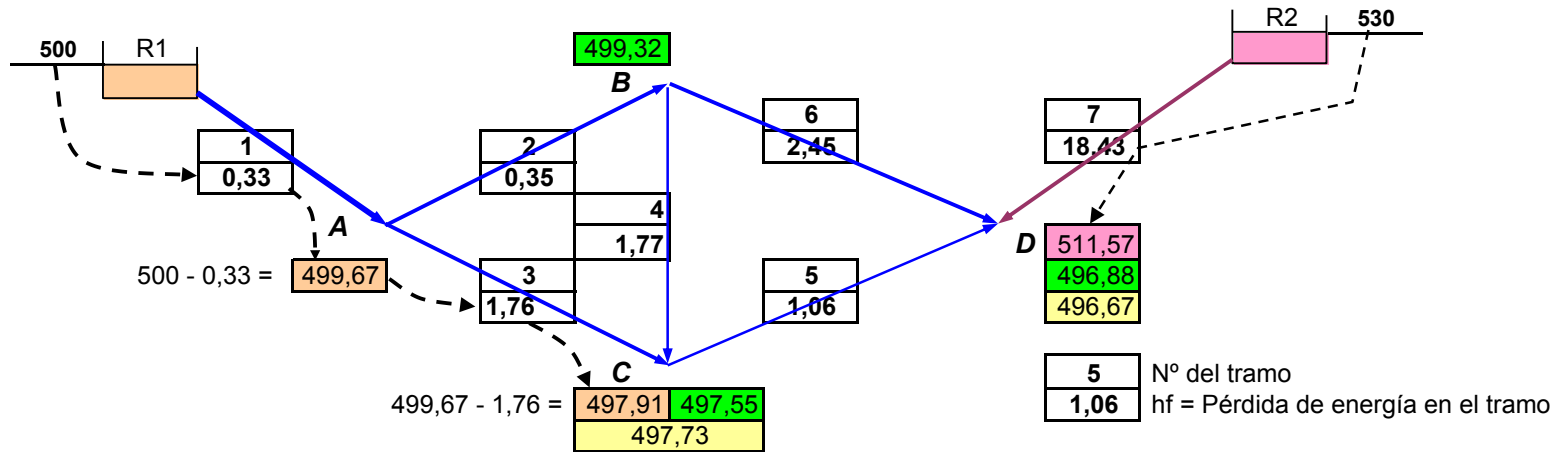 500 R1 R2 530
499,32
B
1 2 6 7
0,33 0,35 2,45 18,43
4
1,77
A D
500 - 0,33 = 499,67
3 5
1,76 1,06
511,57
496,88
496,67
C
499,67 - 1,76 = 497,91 497,55
497,73
5 Nº del tramo
1,06 hf = Pérdida de energía en el tramo